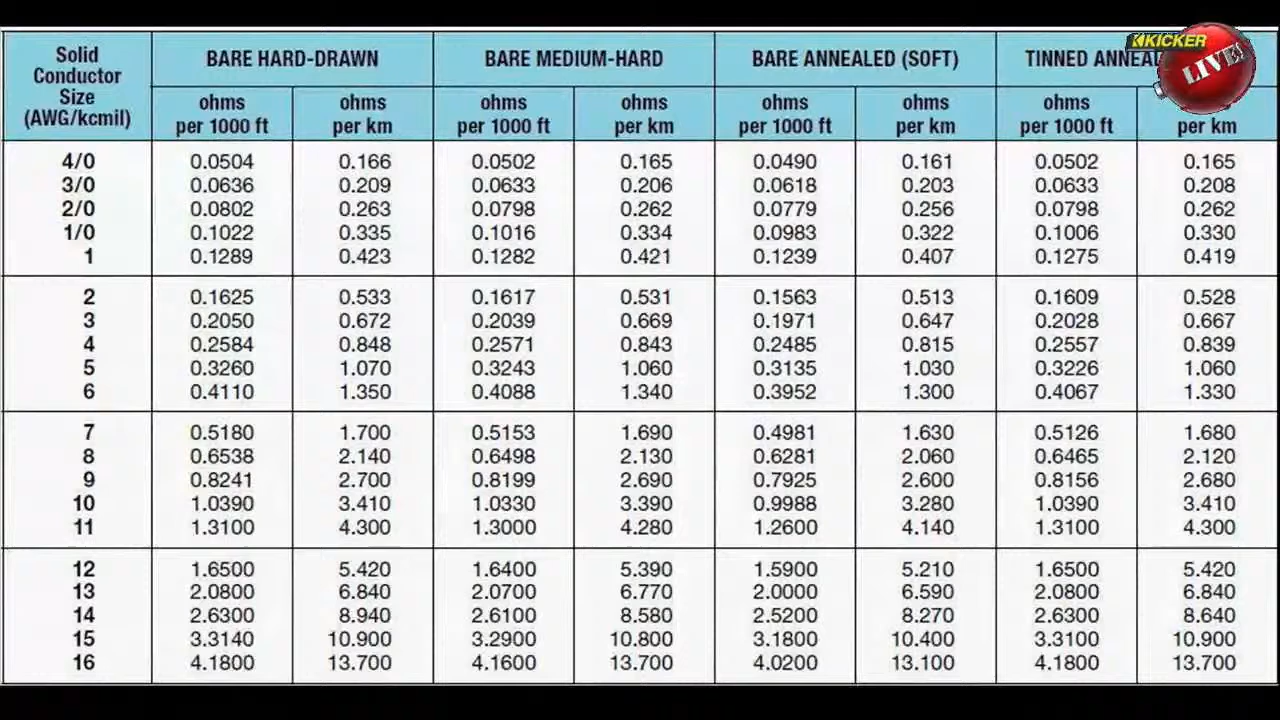 Solid
Conductor
Size
(AWG/kcmil)
BARE HARD-DRAWN
BARE MEDIUM-HARD
BARE ANNEALED (SOFT)
TINNED
KICKER
LIVE!
ohms
per 1000 ft
ohms
per km
ohms
per 1000 ft
ohms
per km
ohms
per 1000 ft
ohms
per km
ohms
per 1000 ft
per km
4/0 0.0504 0.166 0.0502 0.165 0.0490 0.161 0.0502 0.165
3/0 0.0636 0.209 0.0633 0.206 0.0618 0.203 0.0633 0.208
2/0 0.0802 0.263 0.0798 0.262 0.0779 0.256 0.0798 0.262
1/0 0.1022 0.335 0.1016 0.334 0.0983 0.322 0.1006 0.330
1 0.1289 0.423 0.1282 0.421 0.1239 0.407 0.1275 0.419
2 0.1625 0.533 0.1617 0.531 0.1563 0.513 0.1609 0.528
3 0.2050 0.672 0.2039 0.669 0.1971 0.647 0.2028 0.667
4 0.2584 0.848 0.2571 0.843 0.2485 0.815 0.2557 0.839
5 0.3260 1.070 0.3243 1.060 0.3135 1.030 0.3226 1.060
6 0.4110 1.350 0.4088 1.340 0.3952 1.300 0.4067 1.330
7 0.5180 1.700 0.5153 1.690 0.4981 1.630 0.5126 1.680
8 0.6538 2.140 0.6498 2.130 0.6281 2.060 0.6465 2.120
9 0.8241 2.700 0.8199 2.690 0.7925 2.600 0.8156 2.680
10 1.0390 3.410 1.0330 3.390 0.9988 3.280 1.0390 3.410
11 1.3100 4.300 1.3000 4.280 1.2600 4.140 1.3100 4.300
12 1.6500 5.420 1.6400 5.390 1.5900 5.210 1.6500 5.420
13 2.0800 6.840 2.0700 6.770 2.0000 6.590 2.0800 6.840
14 2.6300 8.940 2.6100 8.580 2.5200 8.270 2.6300 8.640
15 3.3140 10.900 3.2900 10.800 3.1800 10.400 3.3100 10.900
16 4.1800 13.700 4.1600 13.700 4.0200 13.100 4.1800 13.700